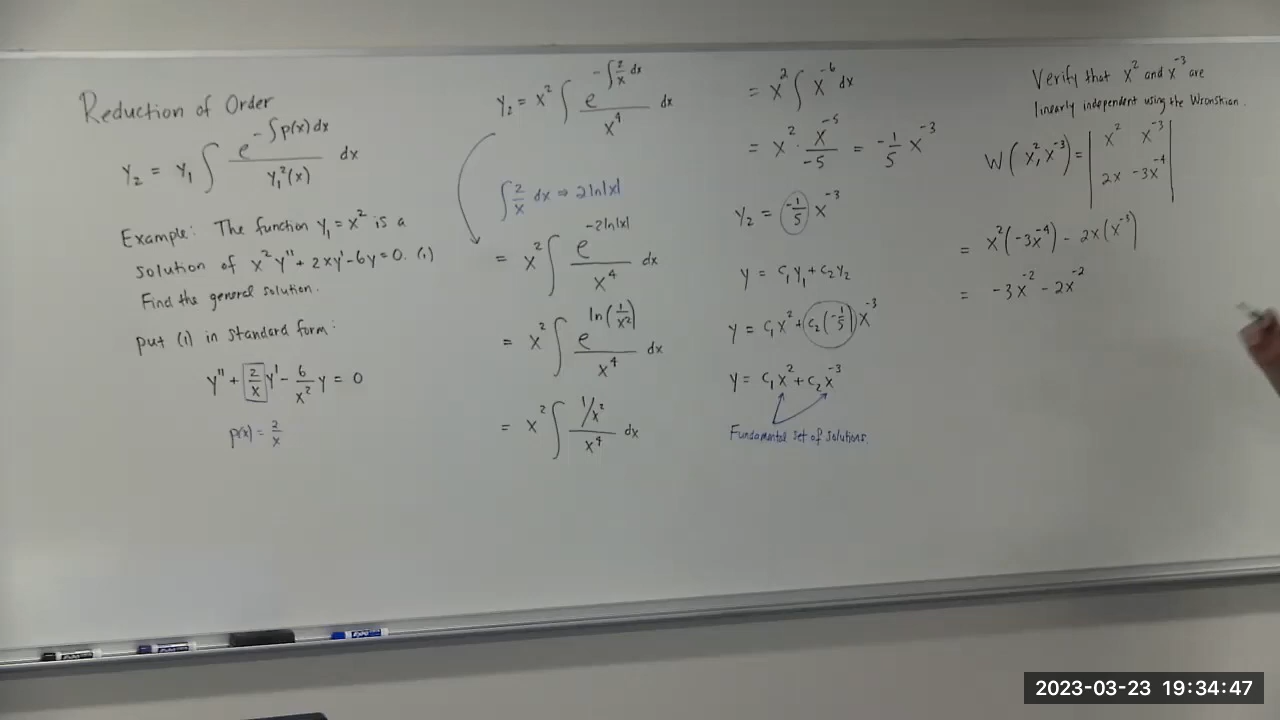 Reduction of Order
y₂ = y₁ ∫ e^(-∫p(x)dx) / y₁²(x) dx
Example: The function y₁ = x² is a
solution of x²y'' + 2xy' - 6y = 0. (1)
Find the general solution.
put (1) in standard form:
y'' + 2/x y' - 6/x² y = 0
p(x) = 2/x
y₂ = x² ∫ e^(-∫2/x dx) / x⁴ dx
∫ 2/x dx ⇒ 2ln|x|
= x² ∫ e^(-2ln|x|) / x⁴ dx
= x² ∫ e^(ln(1/x²)) / x⁴ dx
= x² ∫ (1/x²) / x⁴ dx
= x² ∫ x⁻⁶ dx
= x² · x⁻⁵/-5 = -1/5 x⁻³
y₂ = -1/5 x⁻³
y = c₁y₁ + c₂y₂
y = c₁x² + c₂(-1/5)x⁻³
y = c₁x² + c₂x⁻³
Fundamental set of solutions.
Verify that x² and x⁻³ are
linearly independent using the Wronskian.
W(x², x⁻³) = | x² x⁻³ |
| 2x -3x⁻⁴ |
= x²(-3x⁻⁴) - 2x(x⁻³)
= -3x⁻² - 2x⁻²
EXPO
2023-03-23 19:34:47